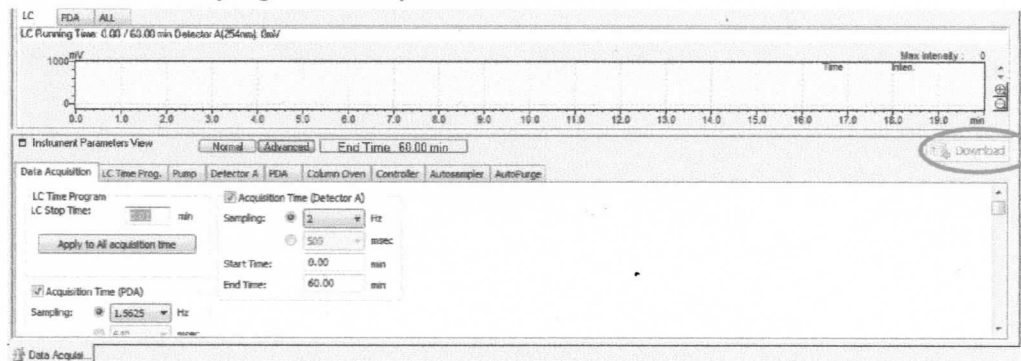 LC PDA ALL
LC Running Time: 0.00 / 60.00 min Detector A(254nm): 0mV
mV Max Intensity : 0
1000 Time Inten.
0
0.0 1.0 2.0 3.0 4.0 5.0 6.0 7.0 8.0 9.0 10.0 11.0 12.0 13.0 14.0 15.0 16.0 17.0 18.0 19.0 min
Instrument Parameters View Normal Advanced End Time 60.00 min Download
Data Acquisition LC Time Prog. Pump Detector A PDA Column Oven Controller Autosampler AutoPurge
LC Time Program Acquisition Time (Detector A)
LC Stop Time: min Sampling: 2 Hz
Apply to All acquisition time 500 msec
Start Time: 0.00 min
End Time: 60.00 min
Acquisition Time (PDA)
Sampling: 1.5625 Hz
640 msec
Data Acquisi...